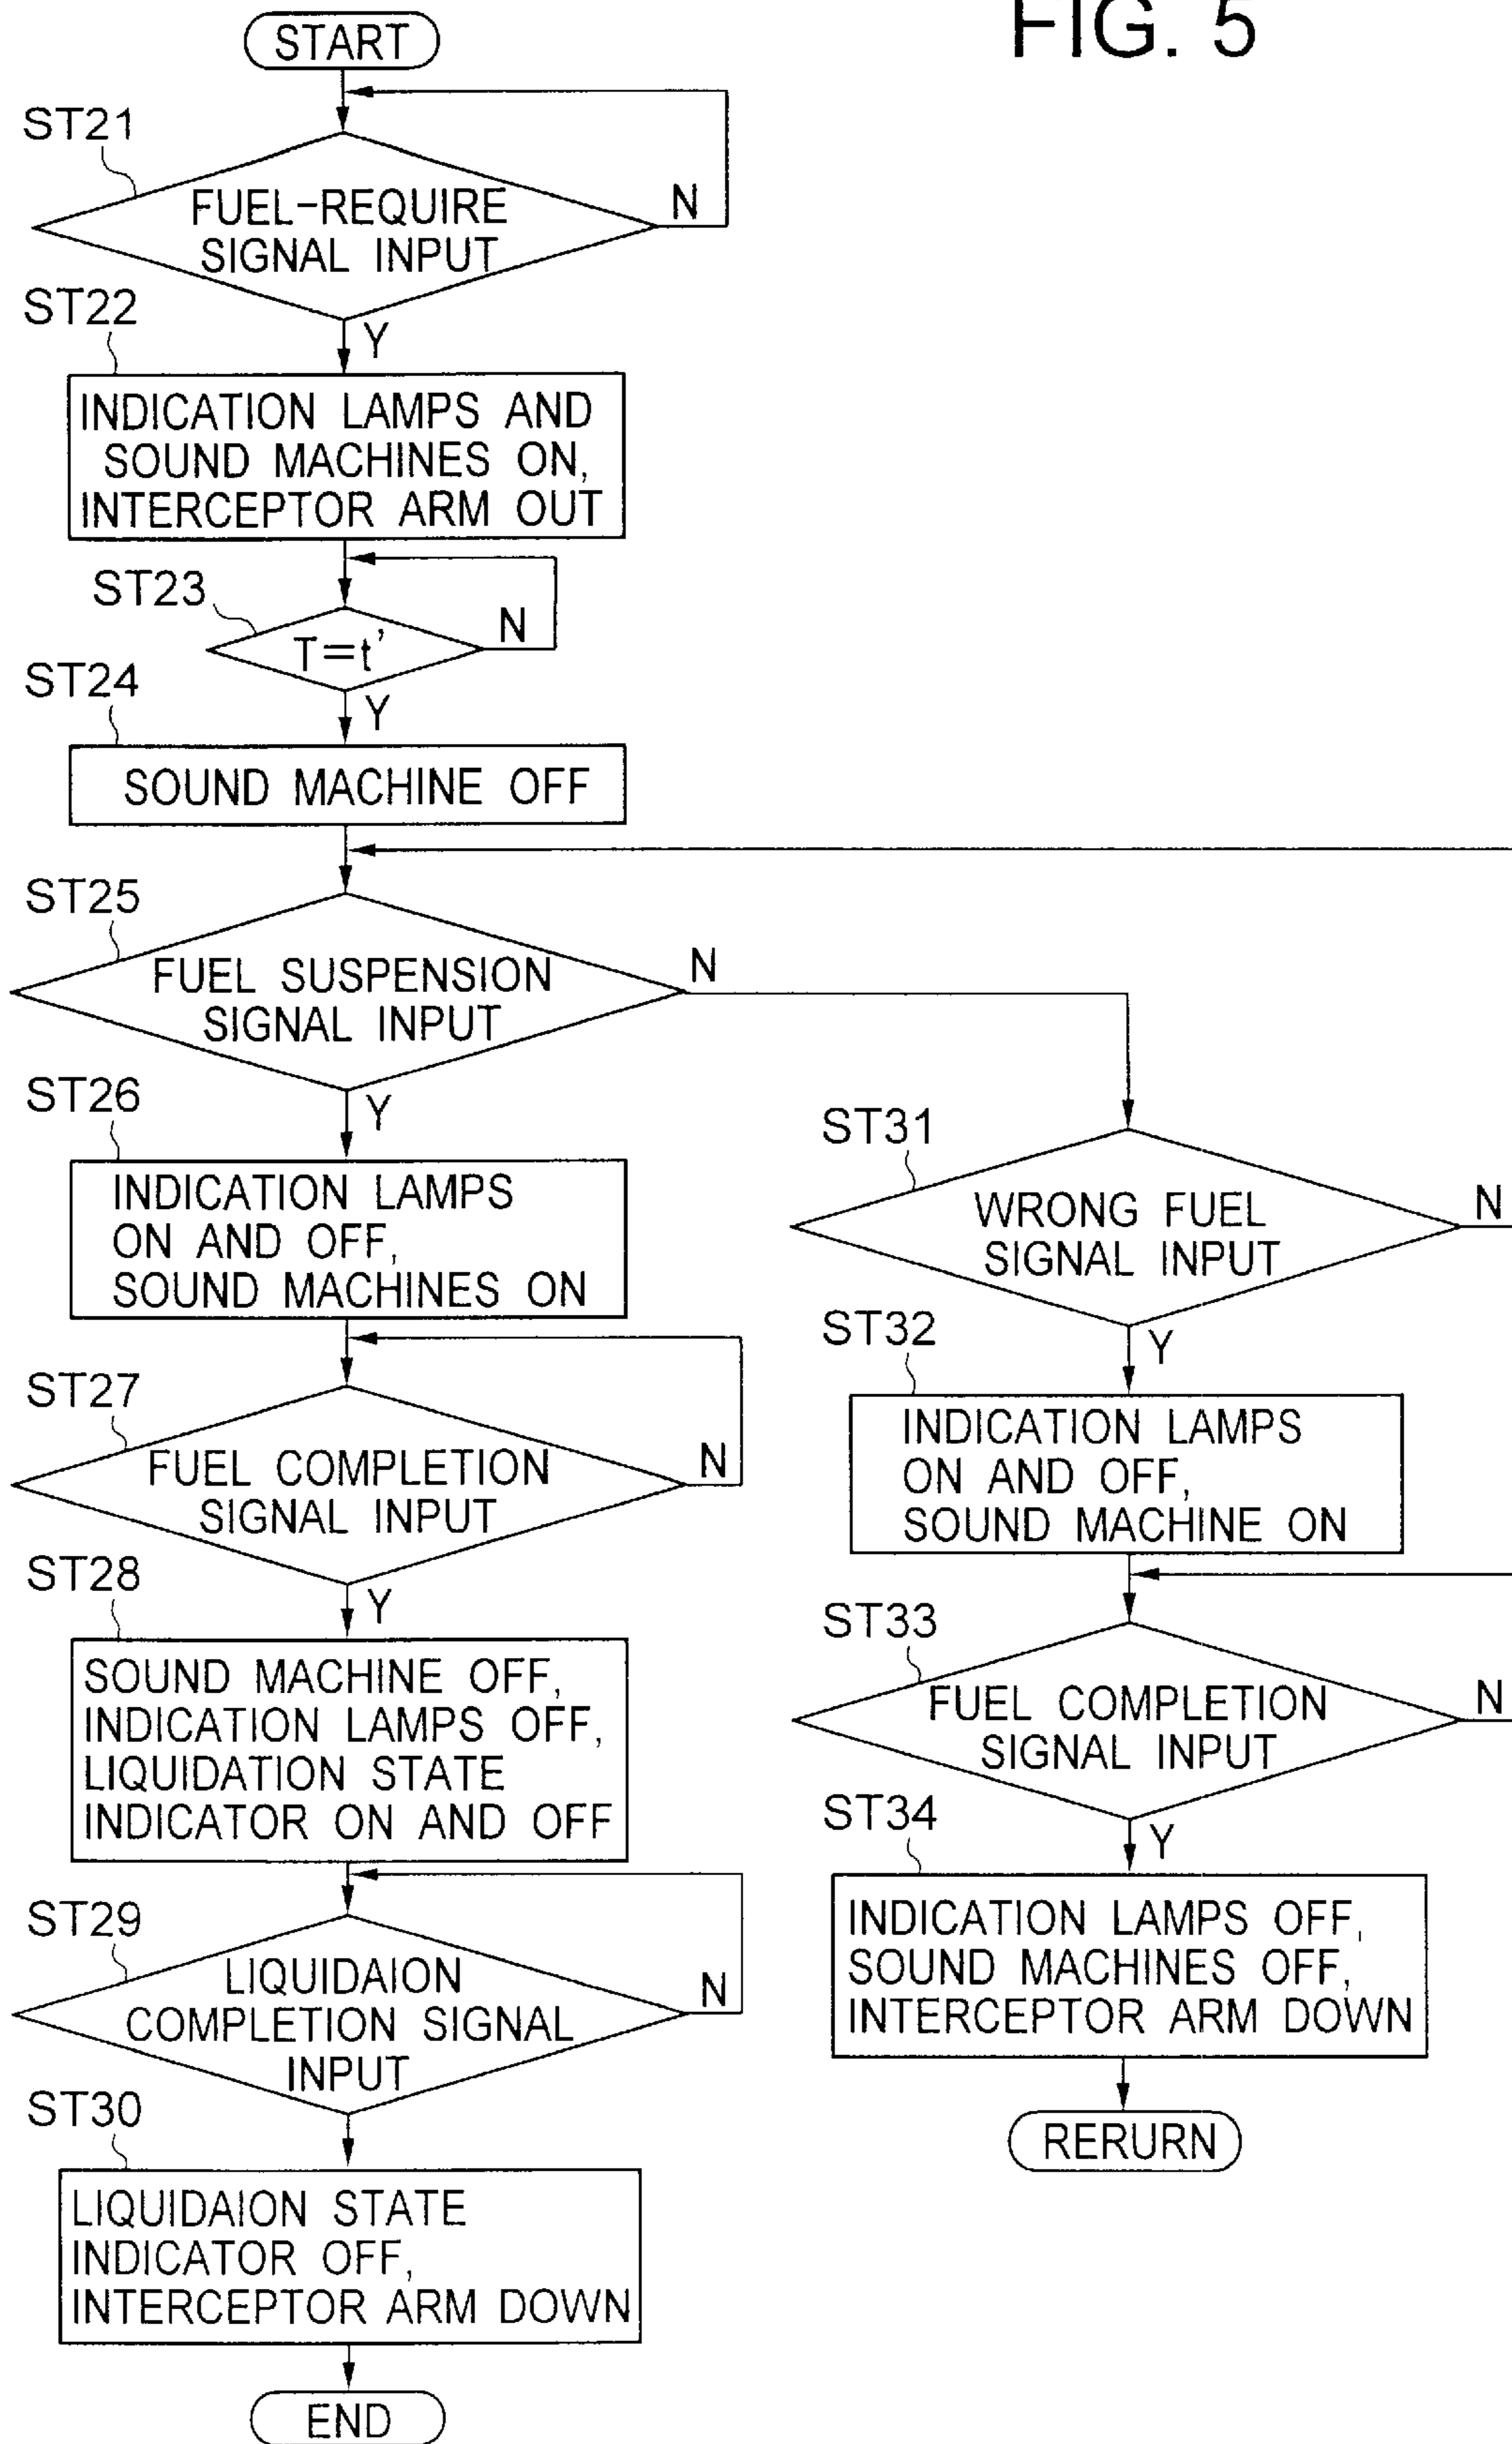 FIG. 5
START
ST21
FUEL-REQUIRE
SIGNAL INPUT
N
Y
ST22
INDICATION LAMPS AND
SOUND MACHINES ON,
INTERCEPTOR ARM OUT
ST23
T=t'
N
Y
ST24
SOUND MACHINE OFF
ST25
FUEL SUSPENSION
SIGNAL INPUT
N
Y
ST26
INDICATION LAMPS
ON AND OFF,
SOUND MACHINES ON
ST27
FUEL COMPLETION
SIGNAL INPUT
N
Y
ST28
SOUND MACHINE OFF,
INDICATION LAMPS OFF,
LIQUIDATION STATE
INDICATOR ON AND OFF
ST29
LIQUIDAION
COMPLETION SIGNAL
INPUT
N
ST30
LIQUIDAION STATE
INDICATOR OFF,
INTERCEPTOR ARM DOWN
END
ST31
WRONG FUEL
SIGNAL INPUT
N
Y
ST32
INDICATION LAMPS
ON AND OFF,
SOUND MACHINE ON
ST33
FUEL COMPLETION
SIGNAL INPUT
N
Y
ST34
INDICATION LAMPS OFF,
SOUND MACHINES OFF,
INTERCEPTOR ARM DOWN
RERURN